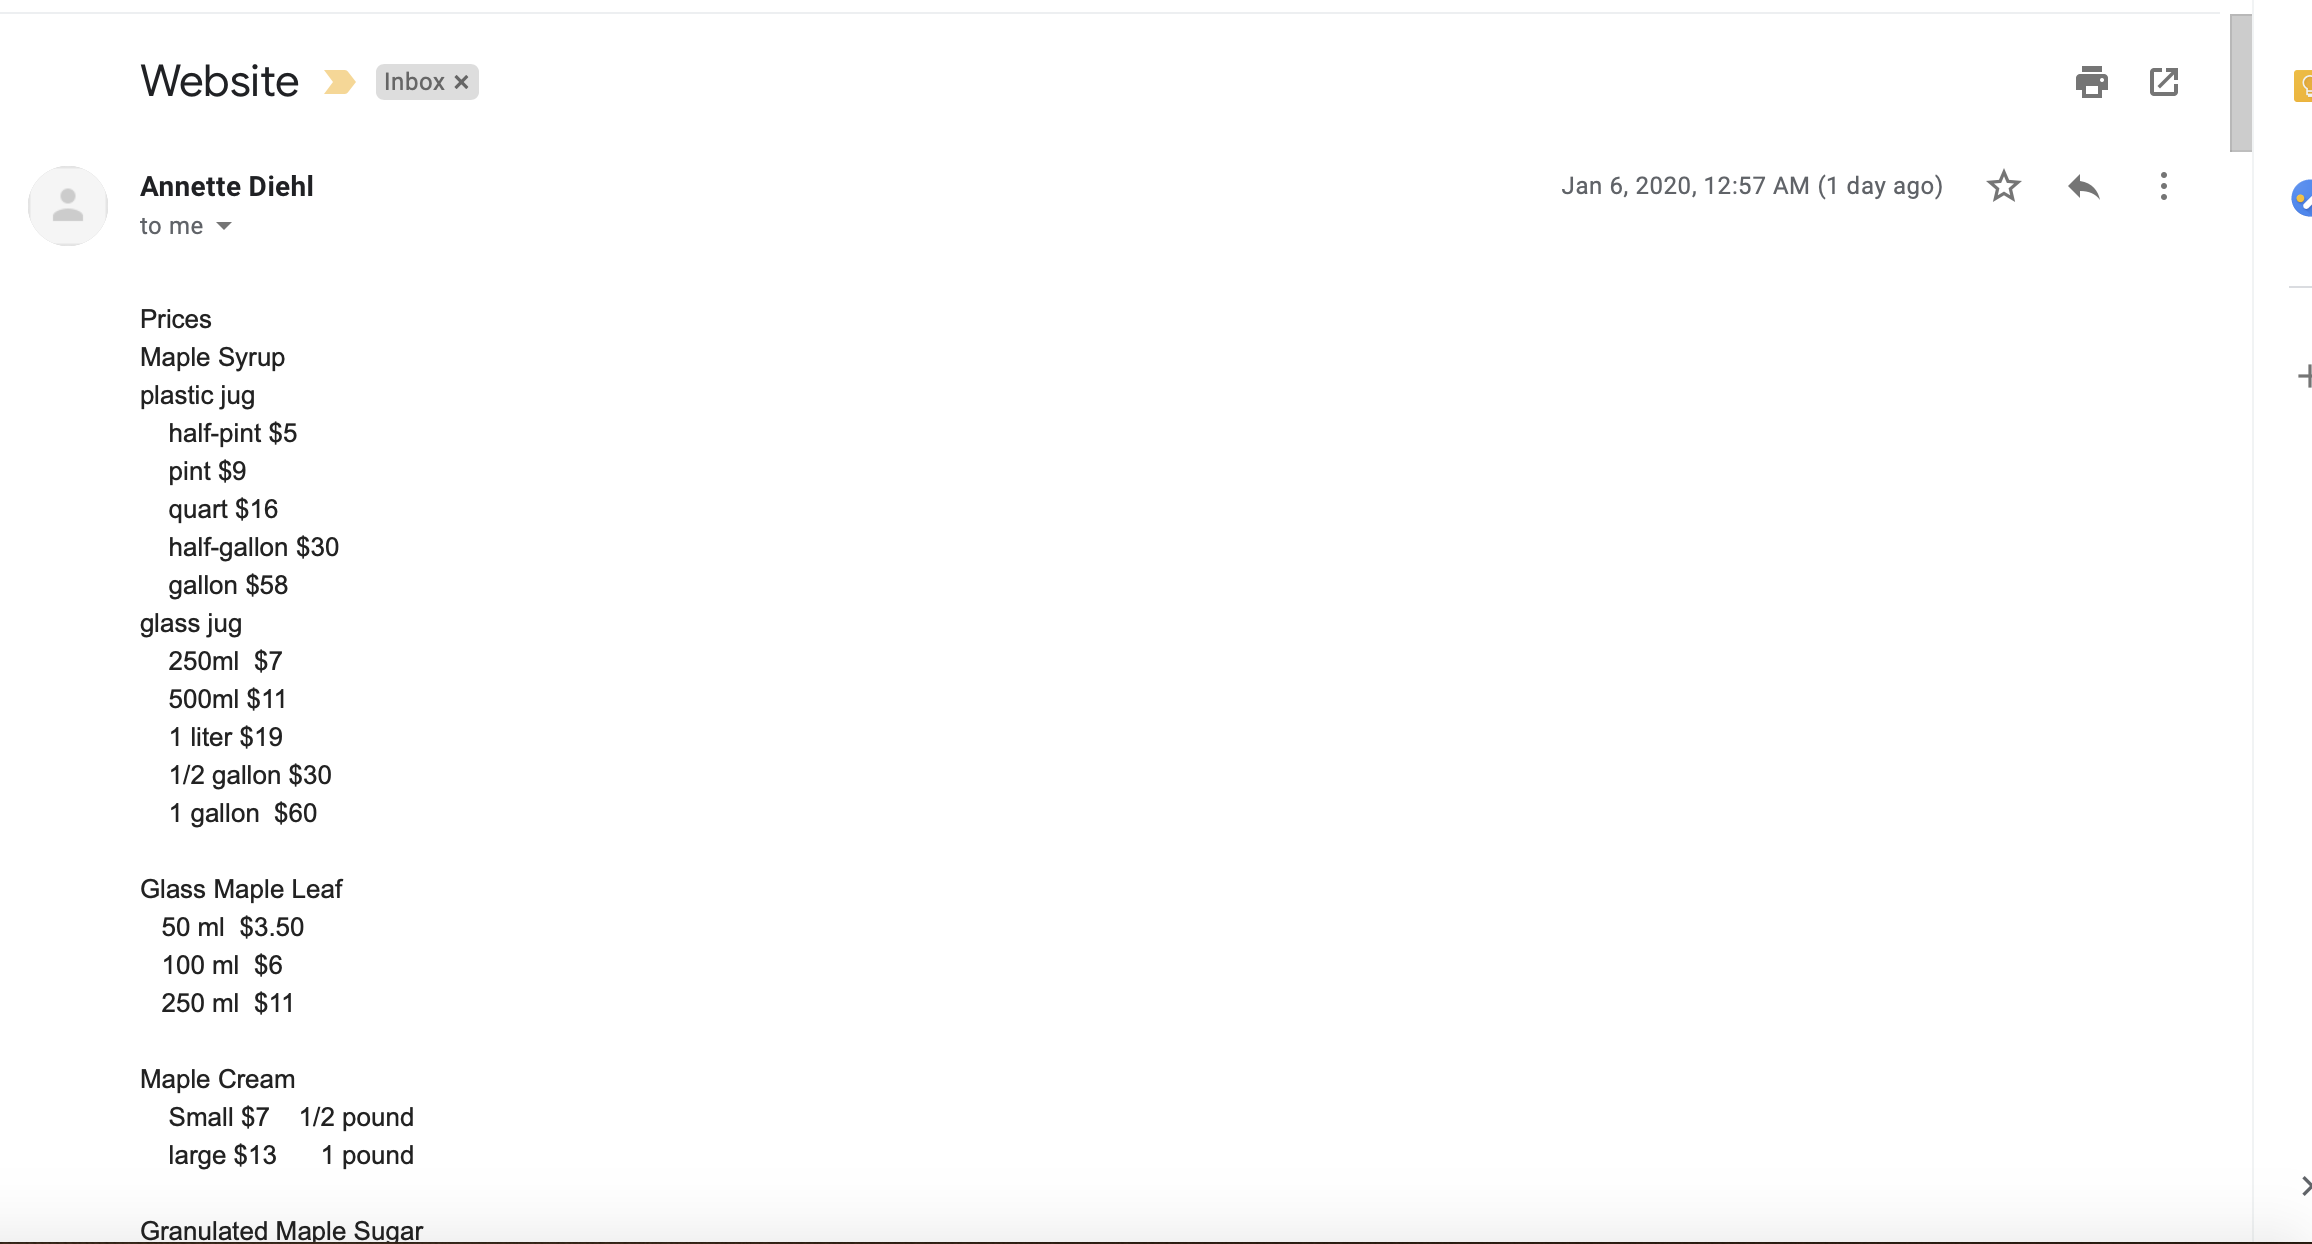 Website
Inbox ×
Annette Diehl
Jan 6, 2020, 12:57 AM (1 day ago)
to me
Prices
Maple Syrup
plastic jug
half-pint $5
pint $9
quart $16
half-gallon $30
gallon $58
glass jug
250ml $7
500ml $11
1 liter $19
1/2 gallon $30
1 gallon $60
Glass Maple Leaf
50 ml $3.50
100 ml $6
250 ml $11
Maple Cream
Small $7 1/2 pound
large $13 1 pound
Granulated Maple Sugar